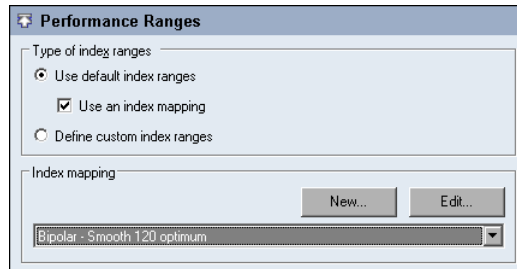 Performance Ranges
Type of index ranges
Use default index ranges
Use an index mapping
Define custom index ranges
Index mapping
New... Edit...
Bipolar - Smooth 120 optimum